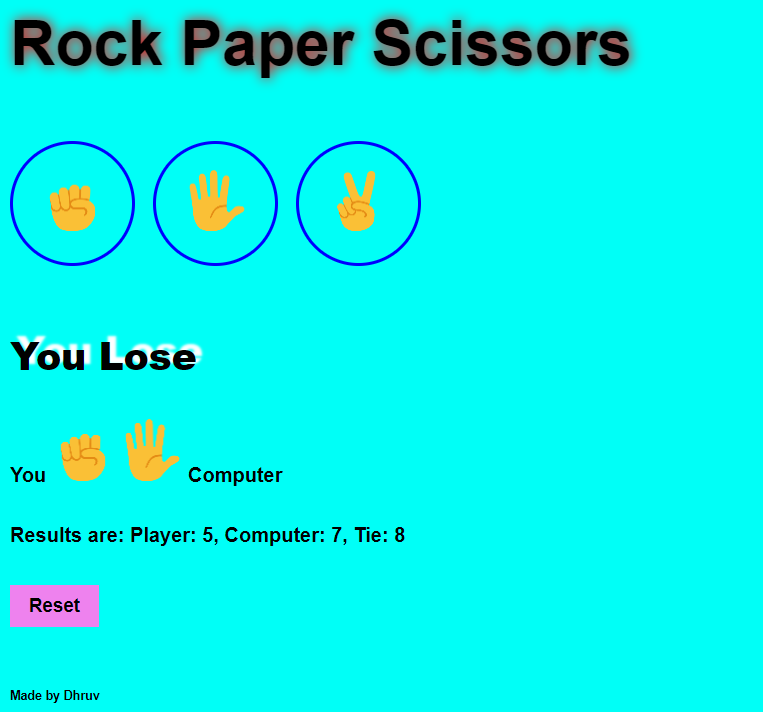 Rock Paper Scissors
You Lose
You Computer
Results are: Player: 5, Computer: 7, Tie: 8
Reset
Made by Dhruv